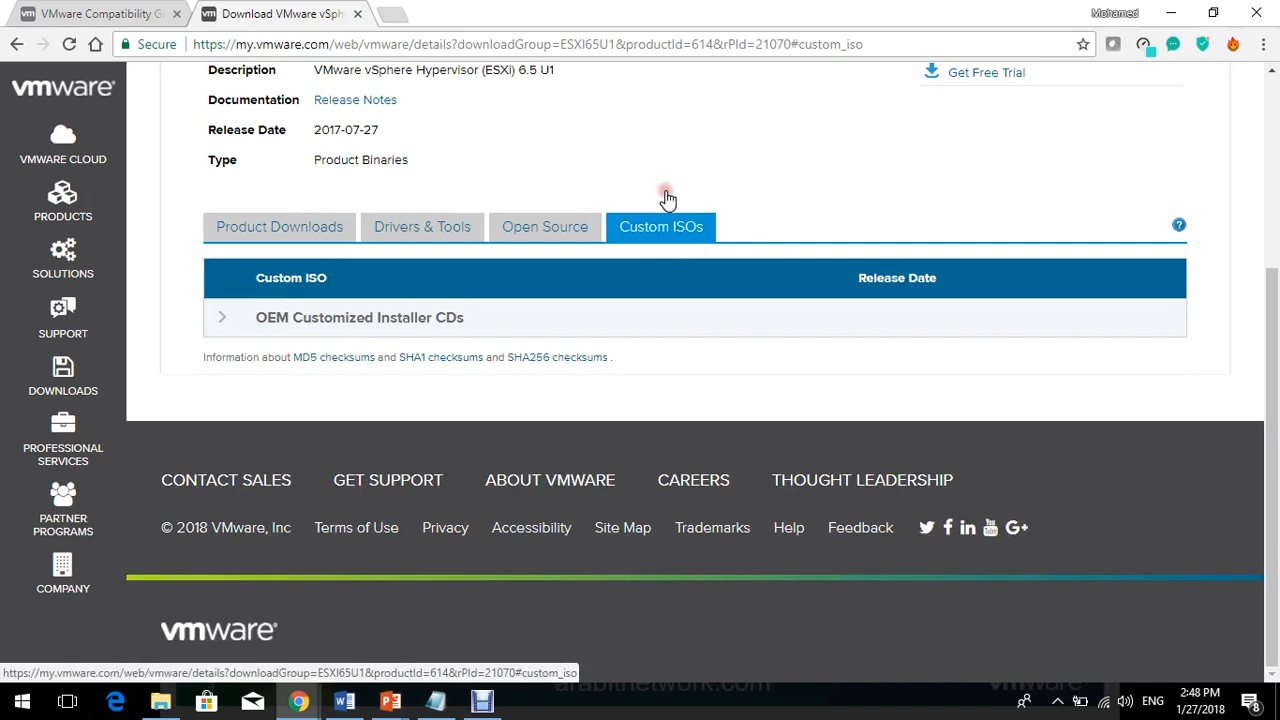 VMware Compatibility G
Download VMware vSph
Mohamed
Secure
https://my.vmware.com/web/vmware/details?downloadGroup=ESXI65U1&productId=614&rPId=21070#custom_iso
vmware
VMWARE CLOUD
PRODUCTS
SOLUTIONS
SUPPORT
DOWNLOADS
PROFESSIONAL
SERVICES
PARTNER
PROGRAMS
COMPANY
Description VMware vSphere Hypervisor (ESXi) 6.5 U1
Get Free Trial
Documentation Release Notes
Release Date 2017-07-27
Type Product Binaries
Product Downloads Drivers & Tools Open Source Custom ISOs ?
Custom ISO Release Date
OEM Customized Installer CDs
Information about MD5 checksums and SHA1 checksums and SHA256 checksums .
CONTACT SALES GET SUPPORT ABOUT VMWARE CAREERS THOUGHT LEADERSHIP
© 2018 VMware, Inc Terms of Use Privacy Accessibility Site Map Trademarks Help Feedback
vmware
https://my.vmware.com/web/vmware/details?downloadGroup=ESXI65U1&productId=614&rPId=21070#custom_iso
arabitnetwork.com
ENG
2:48 PM
1/27/2018
8